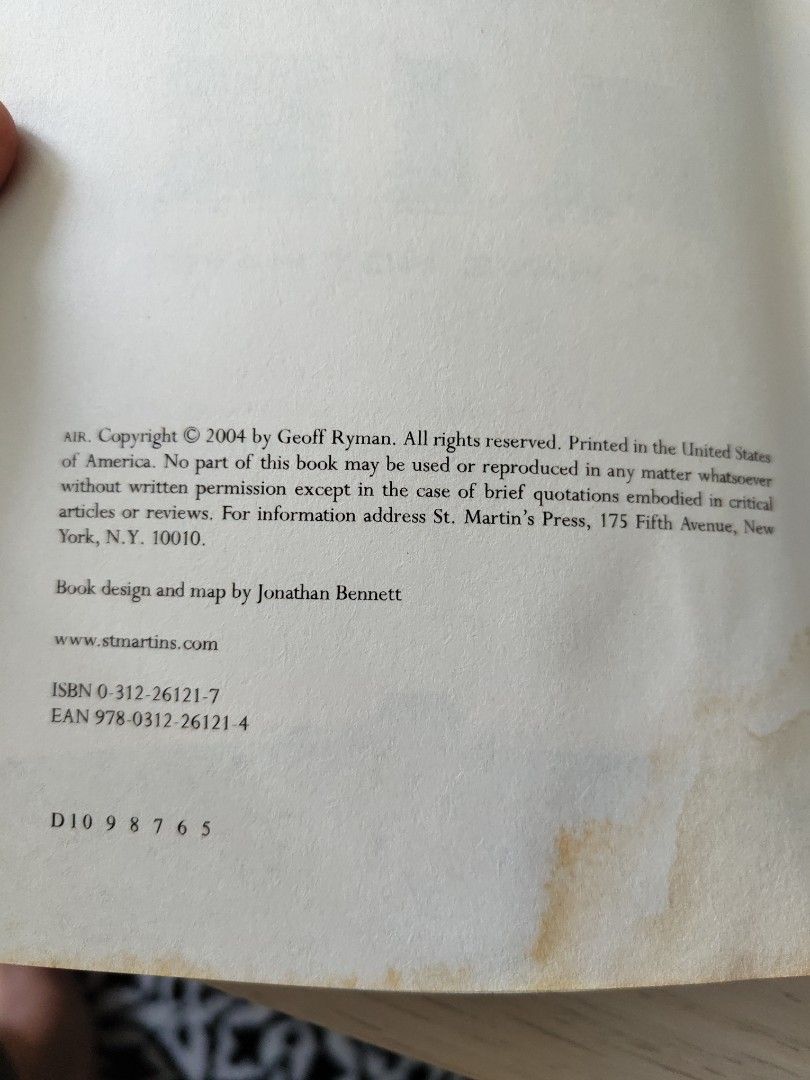 AIR. Copyright © 2004 by Geoff Ryman. All rights reserved. Printed in the United States
of America. No part of this book may be used or reproduced in any matter whatsoever
without written permission except in the case of brief quotations embodied in critical
articles or reviews. For information address St. Martin's Press, 175 Fifth Avenue, New
York, N.Y. 10010.
Book design and map by Jonathan Bennett
www.stmartins.com
ISBN 0-312-26121-7
EAN 978-0312-26121-4
D10 9 8 7 6 5